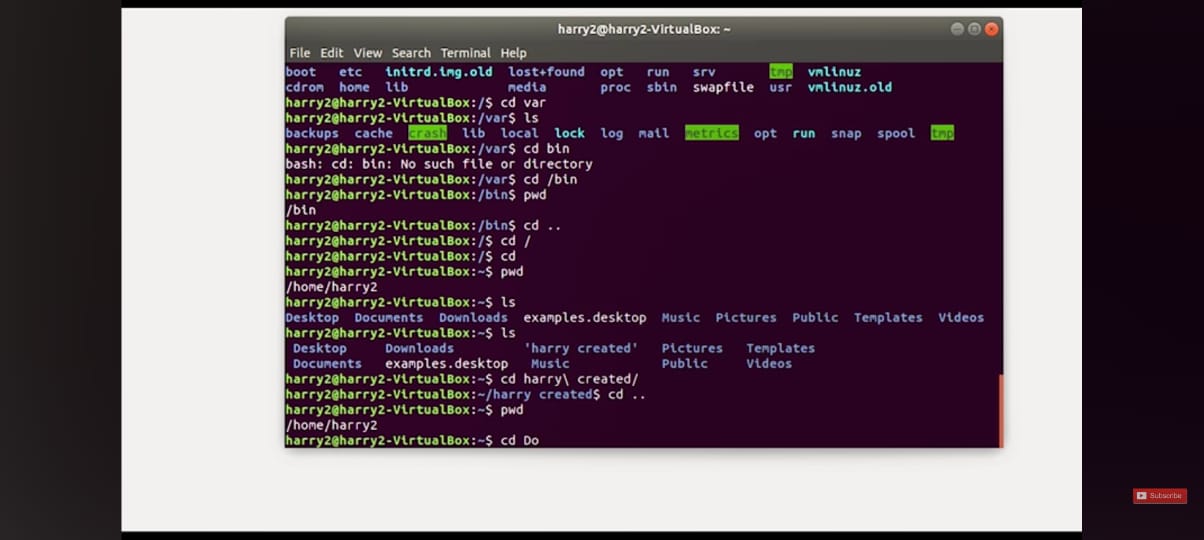 harry2@harry2-VirtualBox: ~
File Edit View Search Terminal Help
boot etc initrd.img.old lost+found opt run srv tmp vmlinuz
cdrom home lib media proc sbin swapfile usr vmlinuz.old
harry2@harry2-VirtualBox:/$ cd var
harry2@harry2-VirtualBox:/var$ ls
backups cache crash lib local lock log mail metrics opt run snap spool tmp
harry2@harry2-VirtualBox:/var$ cd bin
bash: cd: bin: No such file or directory
harry2@harry2-VirtualBox:/var$ cd /bin
harry2@harry2-VirtualBox:/bin$ pwd
/bin
harry2@harry2-VirtualBox:/bin$ cd ..
harry2@harry2-VirtualBox:/$ cd /
harry2@harry2-VirtualBox:/$ cd
harry2@harry2-VirtualBox:~$ pwd
/home/harry2
harry2@harry2-VirtualBox:~$ ls
Desktop Documents Downloads examples.desktop Music Pictures Public Templates Videos
harry2@harry2-VirtualBox:~$ ls
Desktop Downloads 'harry created' Pictures Templates
Documents examples.desktop Music Public Videos
harry2@harry2-VirtualBox:~$ cd harry\ created/
harry2@harry2-VirtualBox:~/harry created$ cd ..
harry2@harry2-VirtualBox:~$ pwd
/home/harry2
harry2@harry2-VirtualBox:~$ cd Do
Subscribe